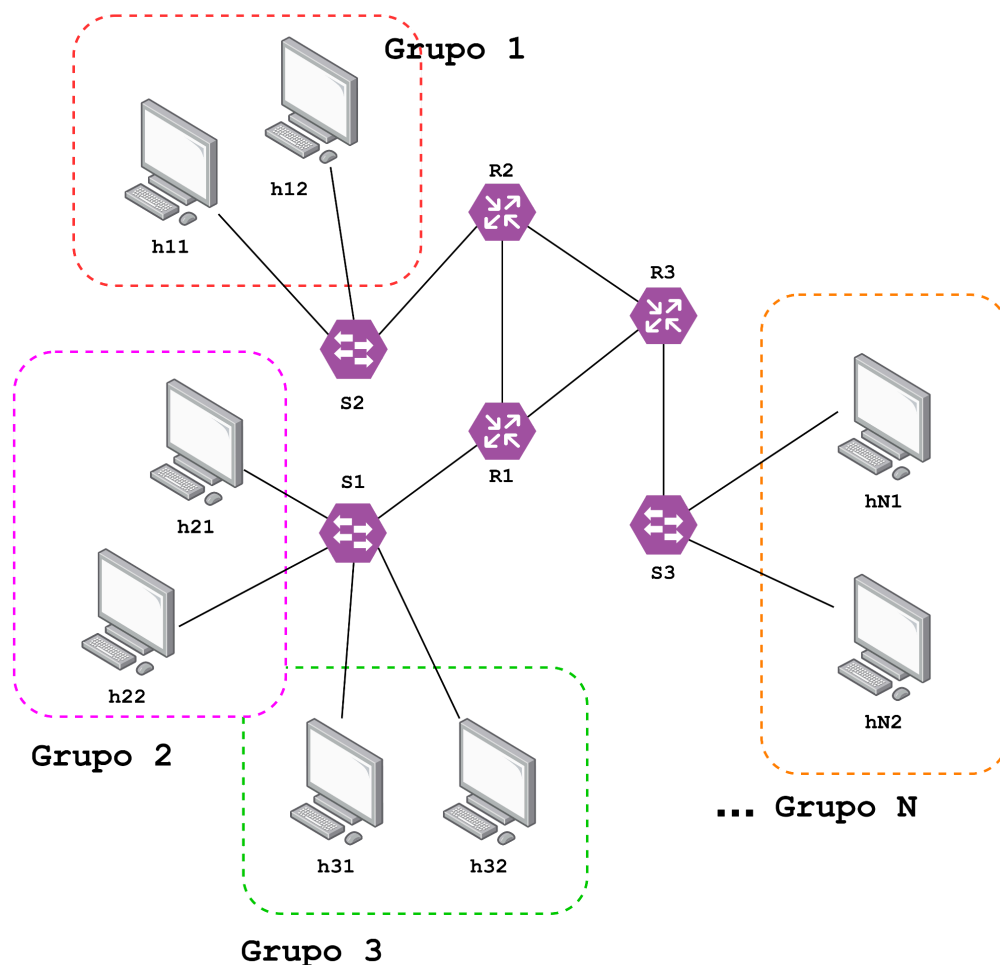 Grupo 1
h12
h11
R2
R3
S2
R1
S1
h21
h22
Grupo 2
hN1
S3
hN2
... Grupo N
h31
h32
Grupo 3